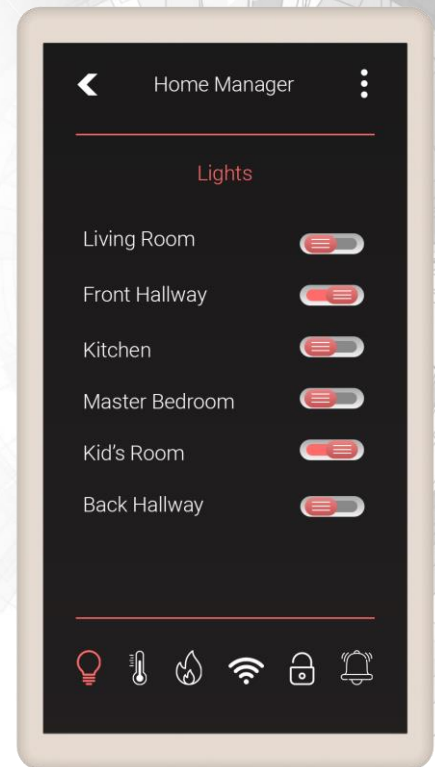 Home Manager
Lights
Living Room
Front Hallway
Kitchen
Master Bedroom
Kid's Room
Back Hallway